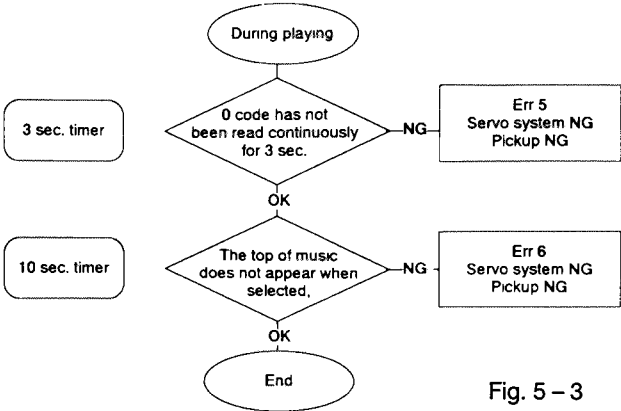 During playing
3 sec. timer
0 code has not
been read continuously
for 3 sec.
NG
Err 5
Servo system NG
Pickup NG
OK
10 sec. timer
The top of music
does not appear when
selected,
NG
Err 6
Servo system NG
Pickup NG
OK
End
Fig. 5 – 3